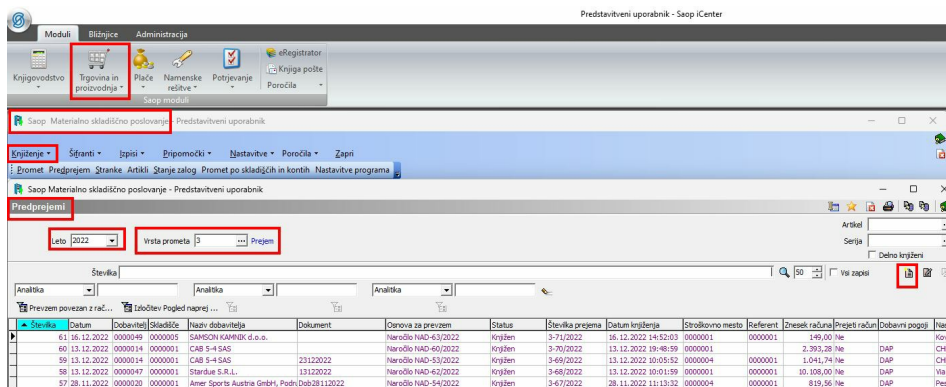 Predstavitveni uporabnik - Saop iCenter
Moduli Bližnjice Administracija
Knjigovodstvo Trgovina in proizvodnja Plače Namenske rešitve Potrjevanje eRegistrator Knjiga pošte Poročila
Saop moduli
Saop Materialno skladiščno poslovanje - Predstavitveni uporabnik
Knjiženje Šifranti Izpisi Pripomočki Nastavitve Poročila Zapri
Promet Predprejem Stranke Artikli Stanje zalog Promet po skladiščih in kontih Nastavitve programa
Saop Materialno skladiščno poslovanje - Predstavitveni uporabnik
Predprejemi
Artikel
Leto 2022 Vrsta prometa 3 ... Prejem
Serija
Delno knjiženi
Številka 50 Vsi zapisi
Analitika Analitika Analitika
Prevzem povezan z rač... Izločitev Pogled naprej ...
Številka Datum Dobavitelj Skladišče Naziv dobavitelja Dokument Osnova za prevzem Status Številka prejema Datum knjiženja Stroškovno mesto Referent Znesek računa Prejeti račun Dobavni pogoji Nač
61 16.12.2022 0000049 0000005 SAMSON KAMNIK d.o.o. Naročilo NAD-63/2022 Knjižen 3-71/2022 16.12.2022 14:52:03 0000001 0000001 149,00 Ne Kov
60 13.12.2022 0000014 0000001 CAB 5-4 SAS Naročilo NAD-60/2022 Knjižen 3-70/2022 13.12.2022 19:48:59 0000001 2.393,28 Ne DAP CH
59 13.12.2022 0000014 0000001 CAB 5-4 SAS 23122022 Naročilo NAD-53/2022 Knjižen 3-69/2022 13.12.2022 10:05:52 0000004 0000001 1.041,74 Ne DAP CH
58 13.12.2022 0000047 0000001 Stardue S.R.L. 13122022 Naročilo NAD-62/2022 Knjižen 3-68/2022 13.12.2022 10:01:59 0000001 0000001 10.108,00 Ne DAP Var
57 28.11.2022 0000020 0000001 Amer Sports Austria GmbH, Podru Dob28112022 Naročilo NAD-54/2022 Knjižen 3-67/2022 28.11.2022 11:13:32 0000004 0000001 819,56 Ne DAP Pes